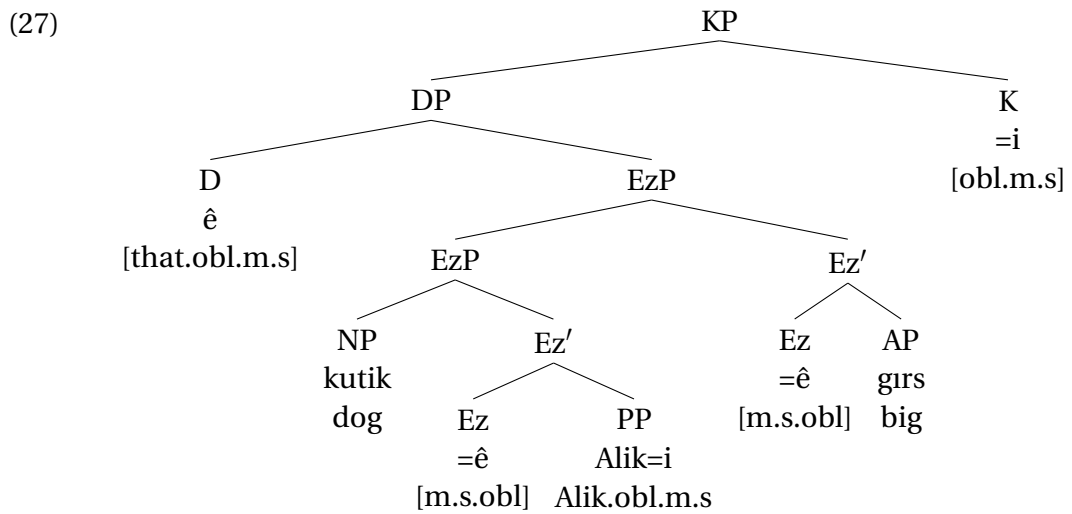 (27)
KP
DP K
=i
[obl.m.s]
D EzP
ê
[that.obl.m.s]
EzP Ez′
NP Ez′ Ez AP
kutik =ê gırs
dog [m.s.obl] big
Ez PP
=ê Alik=i
[m.s.obl] Alik.obl.m.s